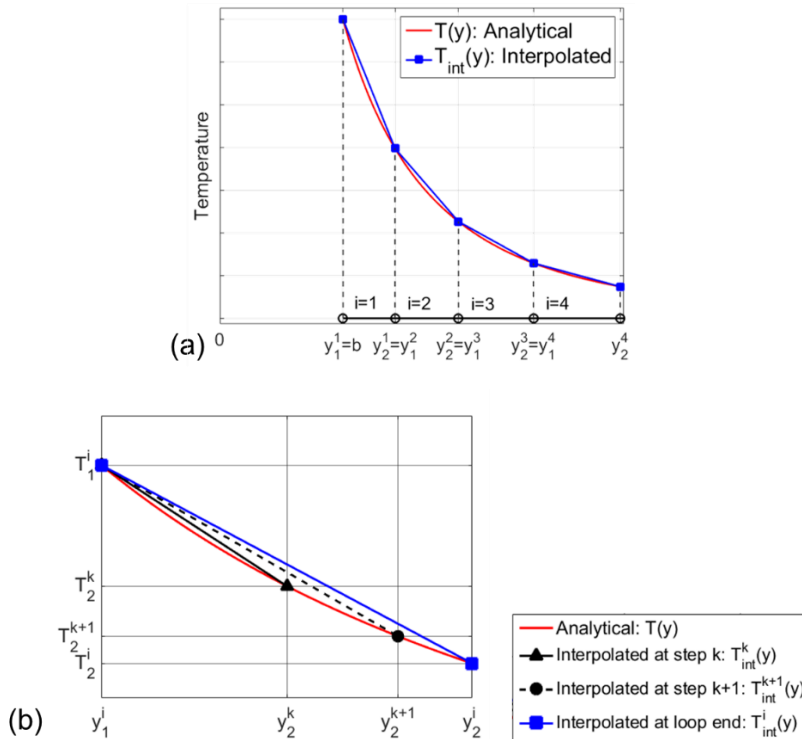 T(y): Analytical
T_int(y): Interpolated
Temperature
i=1 i=2 i=3 i=4
(a)
0 y_1^1=b y_2^1=y_1^2 y_2^2=y_1^3 y_2^3=y_1^4 y_2^4
T_1^i
T_2^k
T_2^{k+1}
T_2^i
(b)
y_1^i y_2^k y_2^{k+1} y_2^i
Analytical: T(y)
Interpolated at step k: T_int^k(y)
Interpolated at step k+1: T_int^{k+1}(y)
Interpolated at loop end: T_int^i(y)